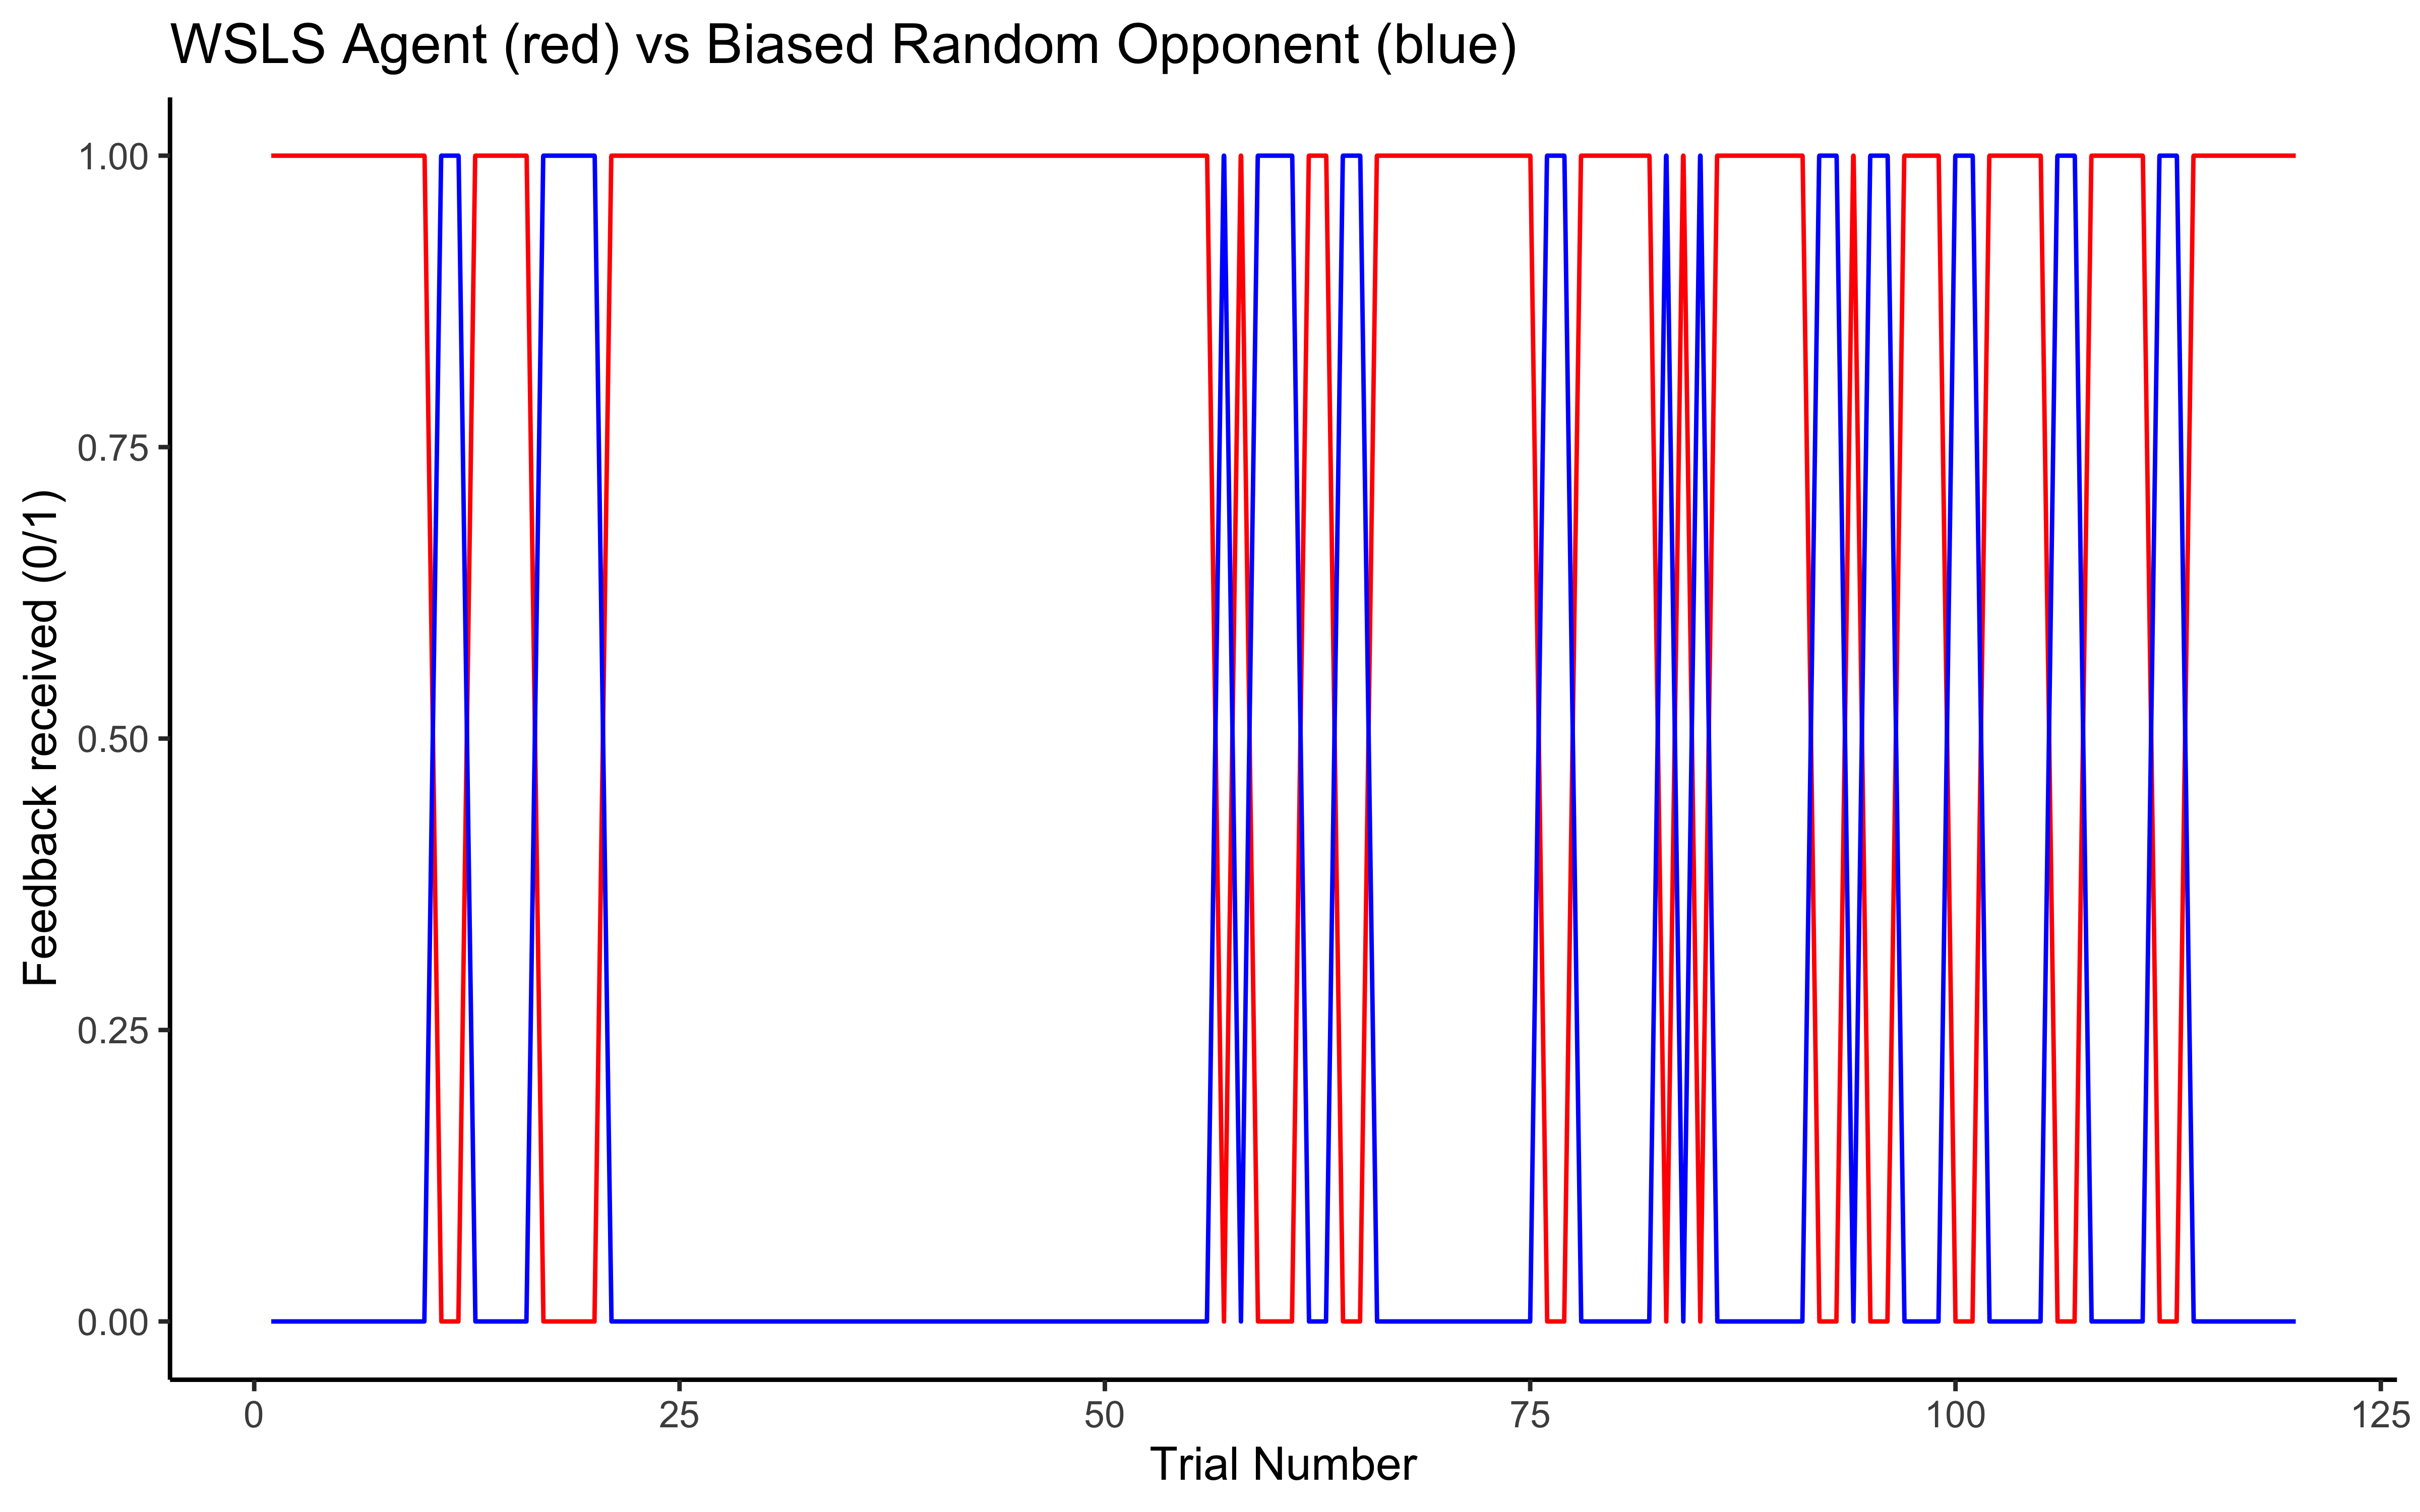 WSLS Agent (red) vs Biased Random Opponent (blue)
Feedback received (0/1)
1.00
0.75
0.50
0.25
0.00
0 25 50 75 100 125
Trial Number